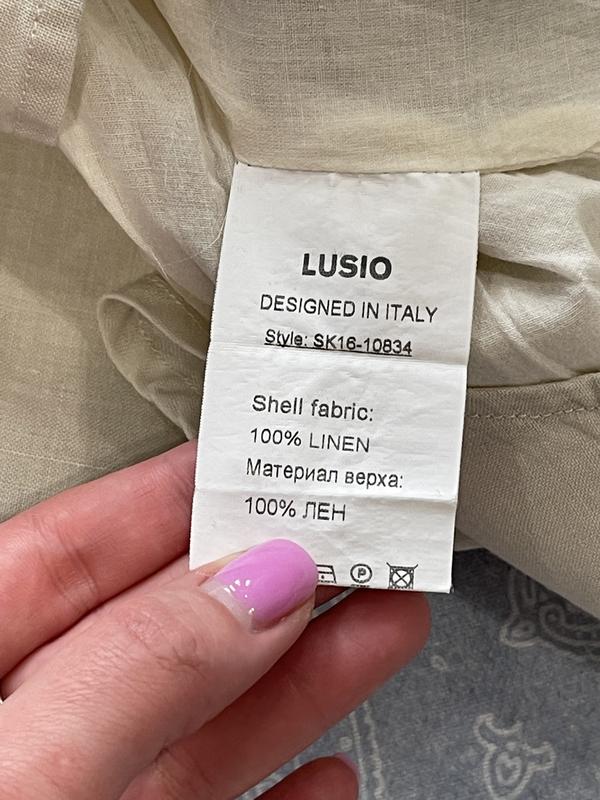 LUSIO
DESIGNED IN ITALY
Style: SK16-10834
Shell fabric:
100% LINEN
Материал верха:
100% ЛЕН
P